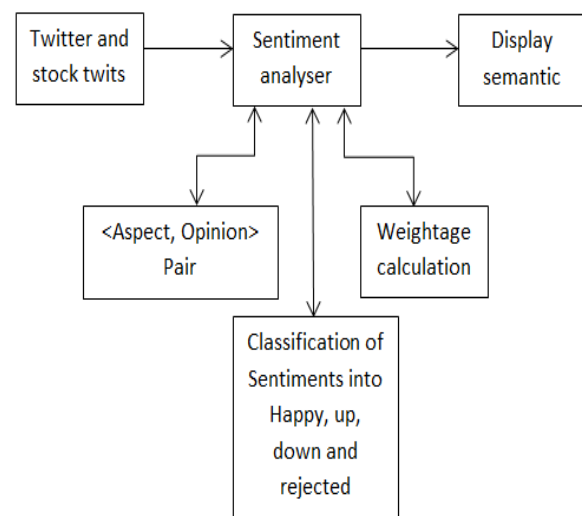 Twitter and
stock twits
Sentiment
analyser
Display
semantic
<Aspect, Opinion>
Pair
Weightage
calculation
Classification of
Sentiments into
Happy, up,
down and
rejected